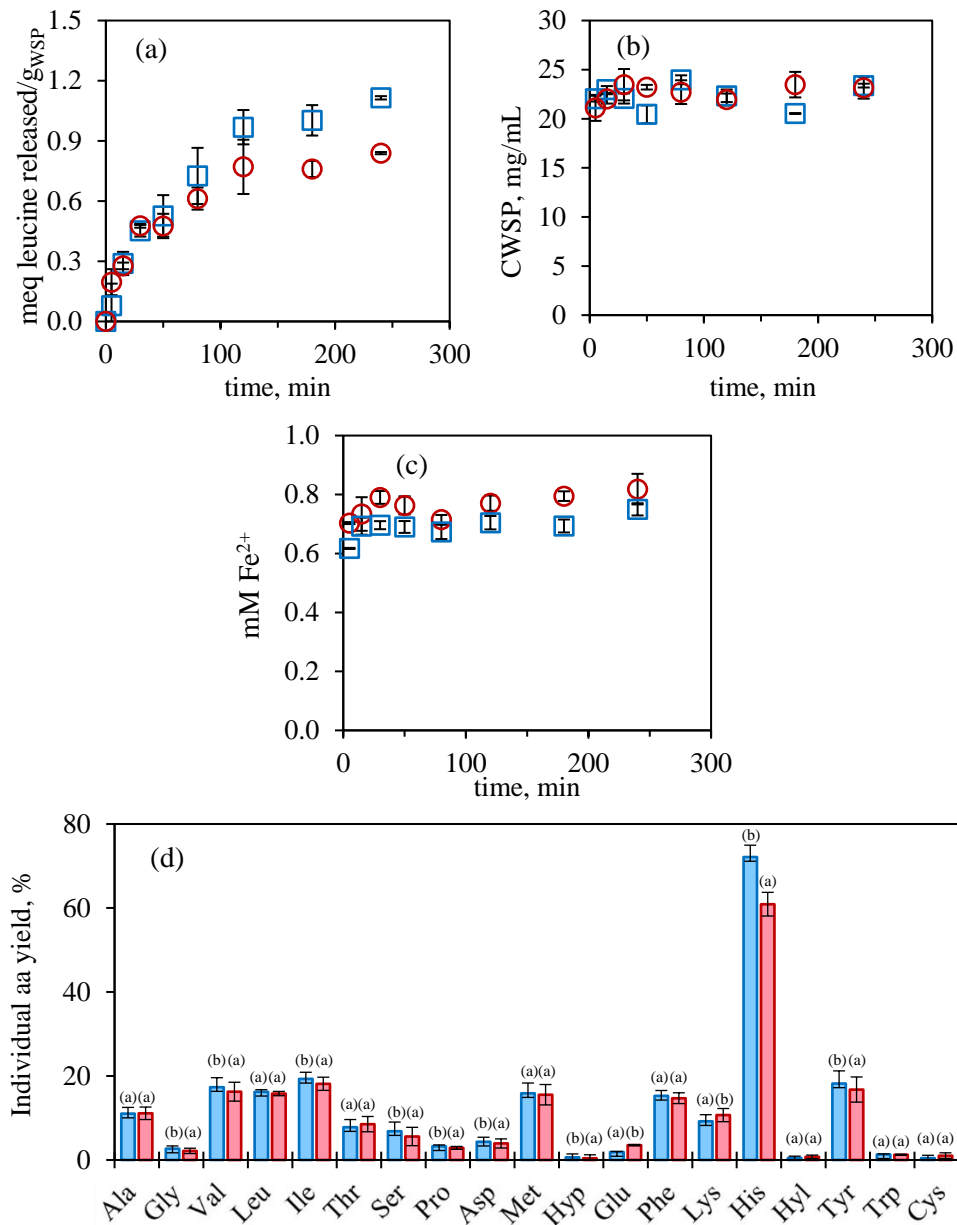 (a)
1.5
1.2
0.9
0.6
0.3
0.0
meq leucine released/gWSP
0 100 200 300
time, min
(b)
30
25
20
15
10
5
0
CWSP, mg/mL
0 100 200 300
time, min
(c)
1.0
0.8
0.6
0.4
0.2
0.0
mM Fe²⁺
0 100 200 300
time, min
(d)
80
60
40
20
0
Individual aa yield, %
(a)(a) (b)(a) (b)(a) (a)(a) (b)(a) (a)(a) (b)(a) (b)(a) (b)(a) (a)(a) (b)(a) (a)(b) (a)(a) (a)(b) (b)(a) (a)(a) (b)(a) (a)(a) (a)(a)
Ala Gly Val Leu Ile Thr Ser Pro Asp Met Hyp Glu Phe Lys His Hyl Tyr Trp Cys